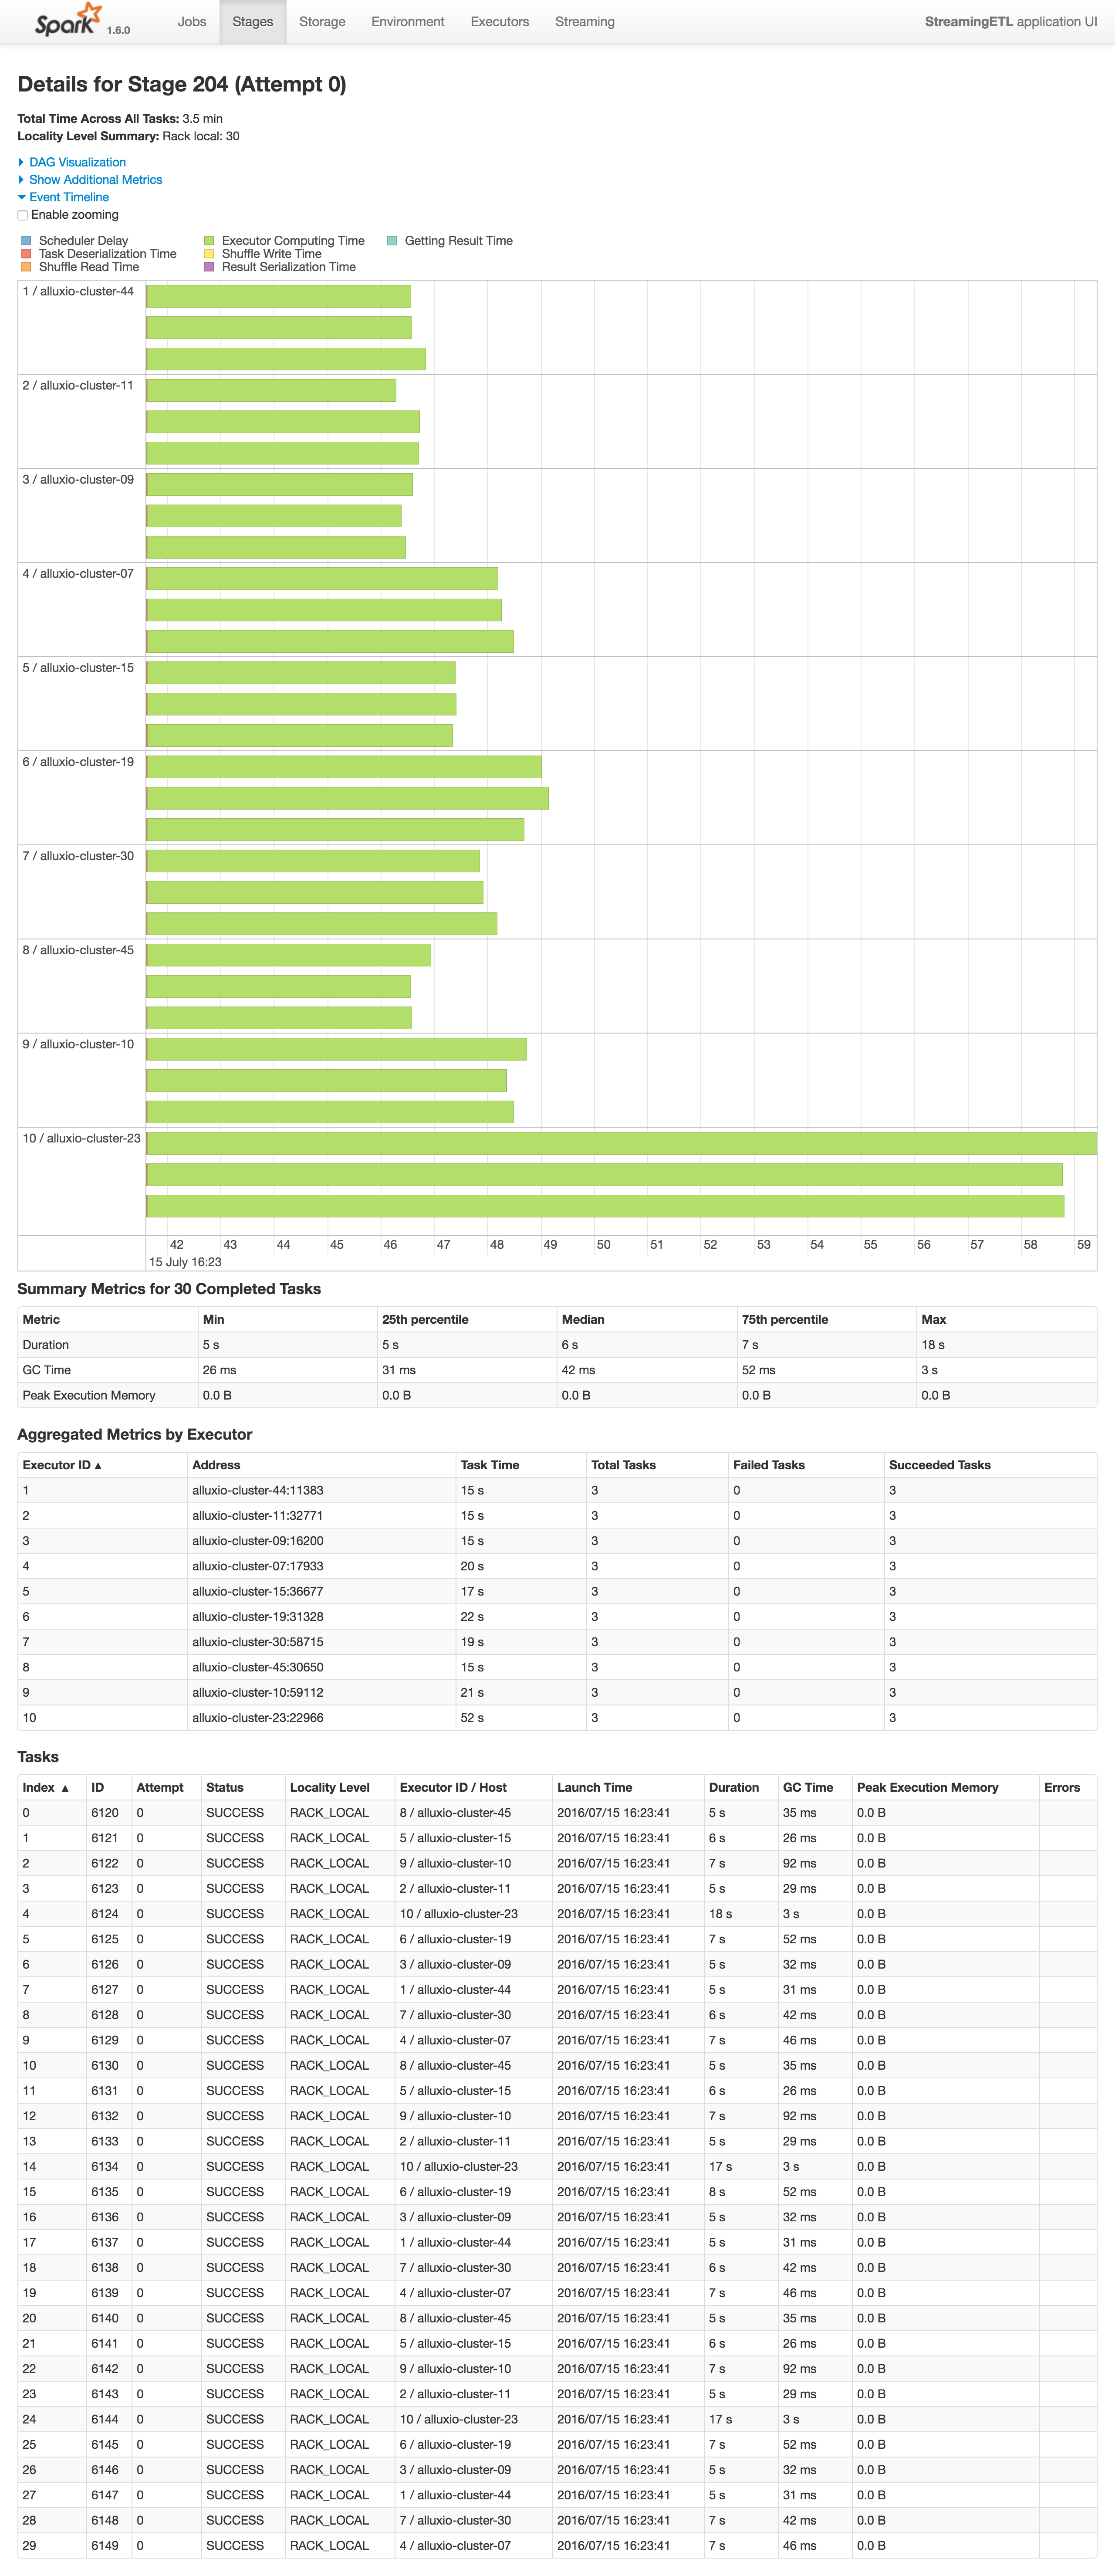 Spark 1.6.0 Jobs Stages Storage Environment Executors Streaming StreamingETL application UI
Details for Stage 204 (Attempt 0)
Total Time Across All Tasks: 3.5 min
Locality Level Summary: Rack local: 30
DAG Visualization
Show Additional Metrics
Event Timeline
Enable zooming
Scheduler Delay Executor Computing Time Getting Result Time
Task Deserialization Time Shuffle Write Time
Shuffle Read Time Result Serialization Time
1 / alluxio-cluster-44
2 / alluxio-cluster-11
3 / alluxio-cluster-09
4 / alluxio-cluster-07
5 / alluxio-cluster-15
6 / alluxio-cluster-19
7 / alluxio-cluster-30
8 / alluxio-cluster-45
9 / alluxio-cluster-10
10 / alluxio-cluster-23
42 43 44 45 46 47 48 49 50 51 52 53 54 55 56 57 58 59
15 July 16:23
Summary Metrics for 30 Completed Tasks
Metric Min 25th percentile Median 75th percentile Max
Duration 5 s 5 s 6 s 7 s 18 s
GC Time 26 ms 31 ms 42 ms 52 ms 3 s
Peak Execution Memory 0.0 B 0.0 B 0.0 B 0.0 B 0.0 B
Aggregated Metrics by Executor
Executor ID ▲ Address Task Time Total Tasks Failed Tasks Succeeded Tasks
1 alluxio-cluster-44:11383 15 s 3 0 3
2 alluxio-cluster-11:32771 15 s 3 0 3
3 alluxio-cluster-09:16200 15 s 3 0 3
4 alluxio-cluster-07:17933 20 s 3 0 3
5 alluxio-cluster-15:36677 17 s 3 0 3
6 alluxio-cluster-19:31328 22 s 3 0 3
7 alluxio-cluster-30:58715 19 s 3 0 3
8 alluxio-cluster-45:30650 15 s 3 0 3
9 alluxio-cluster-10:59112 21 s 3 0 3
10 alluxio-cluster-23:22966 52 s 3 0 3
Tasks
Index ▲ ID Attempt Status Locality Level Executor ID / Host Launch Time Duration GC Time Peak Execution Memory Errors
0 6120 0 SUCCESS RACK_LOCAL 8 / alluxio-cluster-45 2016/07/15 16:23:41 5 s 35 ms 0.0 B
1 6121 0 SUCCESS RACK_LOCAL 5 / alluxio-cluster-15 2016/07/15 16:23:41 6 s 26 ms 0.0 B
2 6122 0 SUCCESS RACK_LOCAL 9 / alluxio-cluster-10 2016/07/15 16:23:41 7 s 92 ms 0.0 B
3 6123 0 SUCCESS RACK_LOCAL 2 / alluxio-cluster-11 2016/07/15 16:23:41 5 s 29 ms 0.0 B
4 6124 0 SUCCESS RACK_LOCAL 10 / alluxio-cluster-23 2016/07/15 16:23:41 18 s 3 s 0.0 B
5 6125 0 SUCCESS RACK_LOCAL 6 / alluxio-cluster-19 2016/07/15 16:23:41 7 s 52 ms 0.0 B
6 6126 0 SUCCESS RACK_LOCAL 3 / alluxio-cluster-09 2016/07/15 16:23:41 5 s 32 ms 0.0 B
7 6127 0 SUCCESS RACK_LOCAL 1 / alluxio-cluster-44 2016/07/15 16:23:41 5 s 31 ms 0.0 B
8 6128 0 SUCCESS RACK_LOCAL 7 / alluxio-cluster-30 2016/07/15 16:23:41 6 s 42 ms 0.0 B
9 6129 0 SUCCESS RACK_LOCAL 4 / alluxio-cluster-07 2016/07/15 16:23:41 7 s 46 ms 0.0 B
10 6130 0 SUCCESS RACK_LOCAL 8 / alluxio-cluster-45 2016/07/15 16:23:41 5 s 35 ms 0.0 B
11 6131 0 SUCCESS RACK_LOCAL 5 / alluxio-cluster-15 2016/07/15 16:23:41 6 s 26 ms 0.0 B
12 6132 0 SUCCESS RACK_LOCAL 9 / alluxio-cluster-10 2016/07/15 16:23:41 7 s 92 ms 0.0 B
13 6133 0 SUCCESS RACK_LOCAL 2 / alluxio-cluster-11 2016/07/15 16:23:41 5 s 29 ms 0.0 B
14 6134 0 SUCCESS RACK_LOCAL 10 / alluxio-cluster-23 2016/07/15 16:23:41 17 s 3 s 0.0 B
15 6135 0 SUCCESS RACK_LOCAL 6 / alluxio-cluster-19 2016/07/15 16:23:41 8 s 52 ms 0.0 B
16 6136 0 SUCCESS RACK_LOCAL 3 / alluxio-cluster-09 2016/07/15 16:23:41 5 s 32 ms 0.0 B
17 6137 0 SUCCESS RACK_LOCAL 1 / alluxio-cluster-44 2016/07/15 16:23:41 5 s 31 ms 0.0 B
18 6138 0 SUCCESS RACK_LOCAL 7 / alluxio-cluster-30 2016/07/15 16:23:41 6 s 42 ms 0.0 B
19 6139 0 SUCCESS RACK_LOCAL 4 / alluxio-cluster-07 2016/07/15 16:23:41 7 s 46 ms 0.0 B
20 6140 0 SUCCESS RACK_LOCAL 8 / alluxio-cluster-45 2016/07/15 16:23:41 5 s 35 ms 0.0 B
21 6141 0 SUCCESS RACK_LOCAL 5 / alluxio-cluster-15 2016/07/15 16:23:41 6 s 26 ms 0.0 B
22 6142 0 SUCCESS RACK_LOCAL 9 / alluxio-cluster-10 2016/07/15 16:23:41 7 s 92 ms 0.0 B
23 6143 0 SUCCESS RACK_LOCAL 2 / alluxio-cluster-11 2016/07/15 16:23:41 5 s 29 ms 0.0 B
24 6144 0 SUCCESS RACK_LOCAL 10 / alluxio-cluster-23 2016/07/15 16:23:41 17 s 3 s 0.0 B
25 6145 0 SUCCESS RACK_LOCAL 6 / alluxio-cluster-19 2016/07/15 16:23:41 7 s 52 ms 0.0 B
26 6146 0 SUCCESS RACK_LOCAL 3 / alluxio-cluster-09 2016/07/15 16:23:41 5 s 32 ms 0.0 B
27 6147 0 SUCCESS RACK_LOCAL 1 / alluxio-cluster-44 2016/07/15 16:23:41 5 s 31 ms 0.0 B
28 6148 0 SUCCESS RACK_LOCAL 7 / alluxio-cluster-30 2016/07/15 16:23:41 7 s 42 ms 0.0 B
29 6149 0 SUCCESS RACK_LOCAL 4 / alluxio-cluster-07 2016/07/15 16:23:41 7 s 46 ms 0.0 B